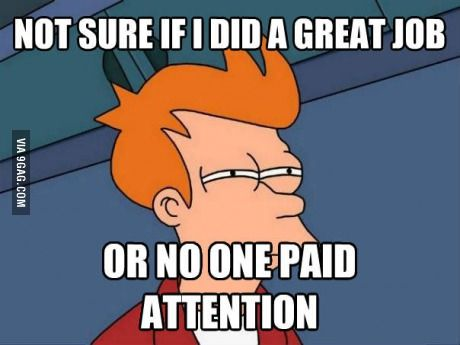 NOT SURE IF I DID A GREAT JOB
VIA 9GAG.COM
OR NO ONE PAID
ATTENTION